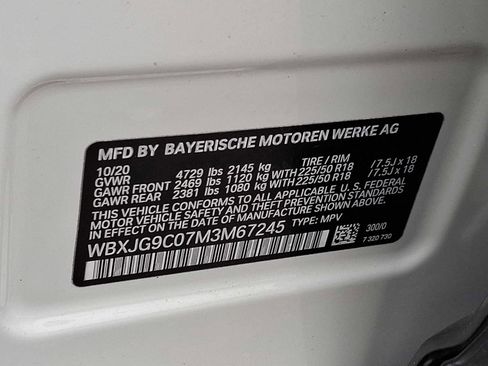 MFD BY BAYERISCHE MOTOREN WERKE AG
10/20
GVWR 4729 lbs 2145 kg TIRE / RIM
GAWR FRONT 2469 lbs 1120 kg WITH 225/50 R18 / 7.5J x 18
GAWR REAR 2381 lbs 1080 kg WITH 225/50 R18 / 7.5J x 18
THIS VEHICLE CONFORMS TO ALL APPLICABLE U.S. FEDERAL
MOTOR VEHICLE SAFETY STANDARDS IN EFFECT ON THE DATE OF
MANUFACTURE SHOWN ABOVE.
WBXJG9C07M3M67245 TYPE: MPV
300/0
7 320 730